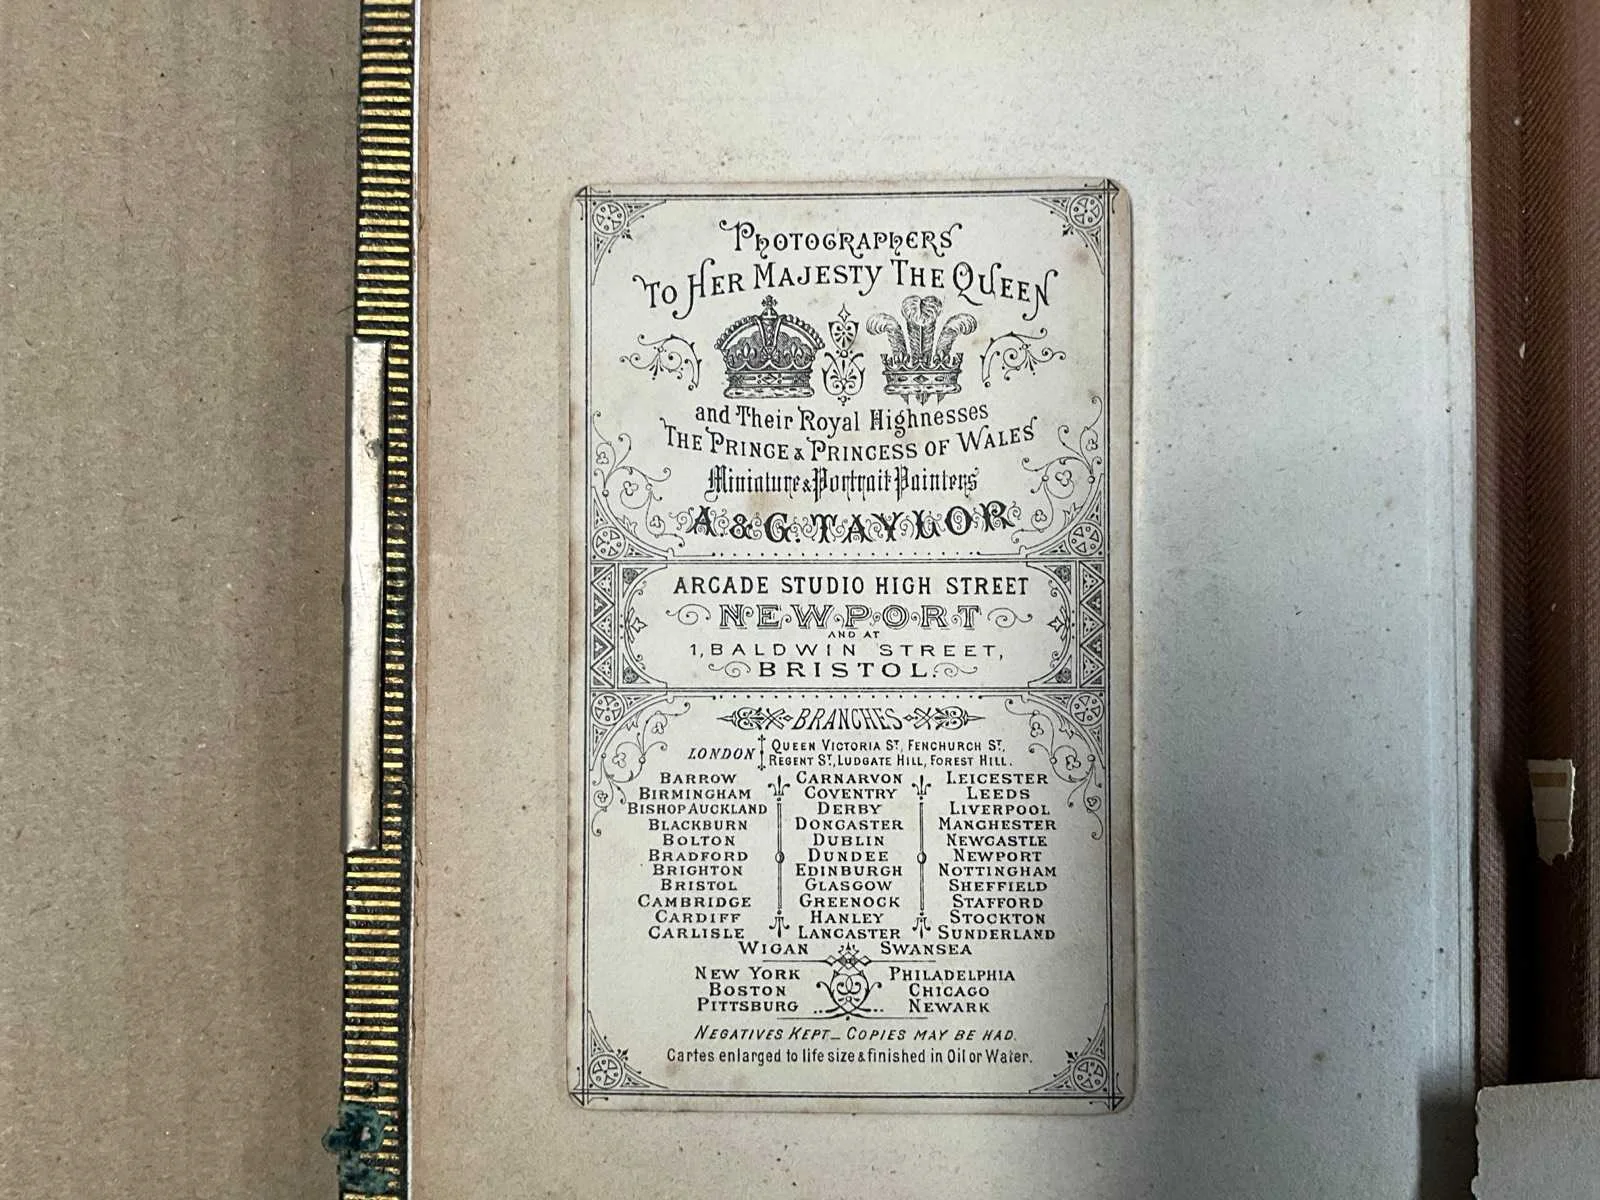 PHOTOGRAPHERS
TO HER MAJESTY THE QUEEN
and Their Royal Highnesses
THE PRINCE & PRINCESS OF WALES
Miniature & Portrait Painters
A. & G. TAYLOR
ARCADE STUDIO HIGH STREET
NEWPORT
AND AT
1, BALDWIN STREET,
BRISTOL.
BRANCHES
LONDON QUEEN VICTORIA ST, FENCHURCH ST,
REGENT ST, LUDGATE HILL, FOREST HILL.
BARROW CARNARVON LEICESTER
BIRMINGHAM COVENTRY LEEDS
BISHOP AUCKLAND DERBY LIVERPOOL
BLACKBURN DONCASTER MANCHESTER
BOLTON DUBLIN NEWCASTLE
BRADFORD DUNDEE NEWPORT
BRIGHTON EDINBURGH NOTTINGHAM
BRISTOL GLASGOW SHEFFIELD
CAMBRIDGE GREENOCK STAFFORD
CARDIFF HANLEY STOCKTON
CARLISLE LANCASTER SUNDERLAND
WIGAN SWANSEA
NEW YORK PHILADELPHIA
BOSTON CHICAGO
PITTSBURG NEWARK
NEGATIVES KEPT_ COPIES MAY BE HAD.
Cartes enlarged to life size & finished in Oil or Water.